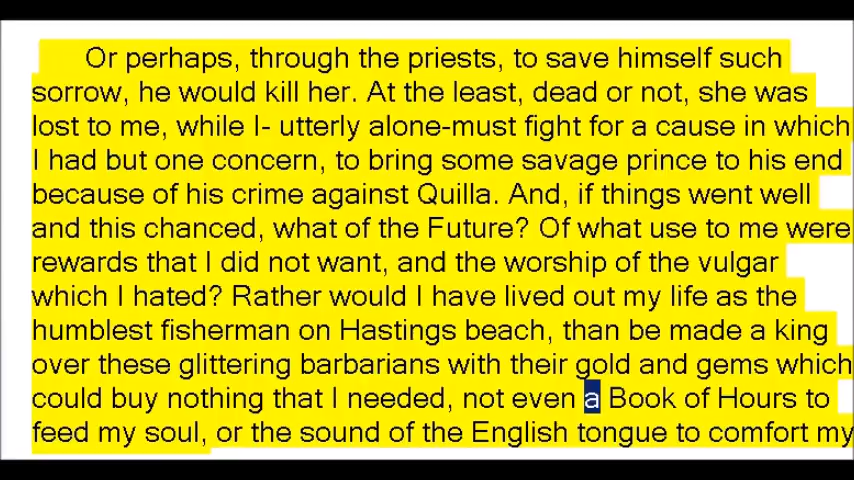 Or perhaps, through the priests, to save himself such
sorrow, he would kill her. At the least, dead or not, she was
lost to me, while I- utterly alone-must fight for a cause in which
I had but one concern, to bring some savage prince to his end
because of his crime against Quilla. And, if things went well
and this chanced, what of the Future? Of what use to me were
rewards that I did not want, and the worship of the vulgar
which I hated? Rather would I have lived out my life as the
humblest fisherman on Hastings beach, than be made a king
over these glittering barbarians with their gold and gems which
could buy nothing that I needed, not even a Book of Hours to
feed my soul, or the sound of the English tongue to comfort my